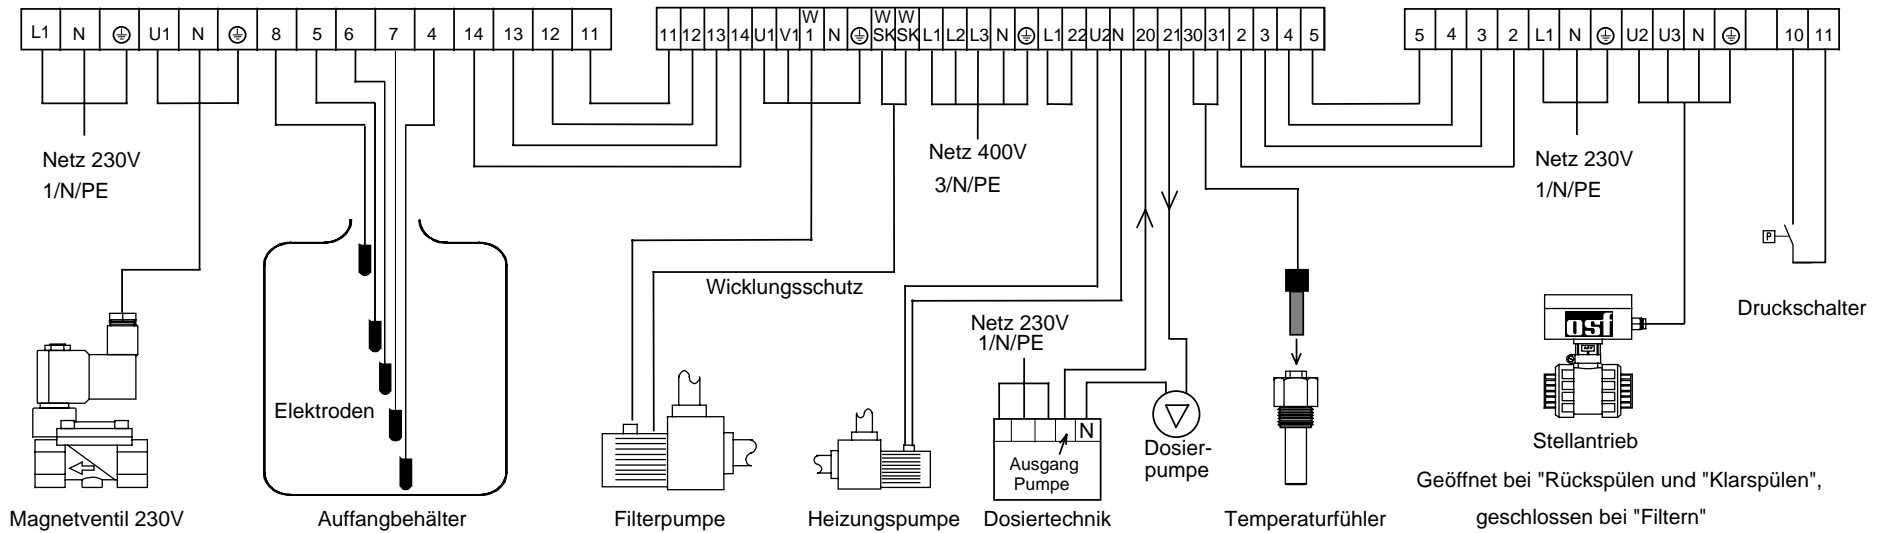 L1 N U1 N 8 5 6 7 4 14 13 12 11
11 12 13 14 U1 V1 W1 N WSK WSK L1 L2 L3 N L1 22 U2 N 20 21 30 31 2 3 4 5
5 4 3 2 L1 N U2 U3 N 10 11
Netz 230V
1/N/PE
Netz 400V
3/N/PE
Netz 230V
1/N/PE
P
Wicklungsschutz
Druckschalter
Netz 230V
1/N/PE
osf
Elektroden
N
Ausgang
Pumpe
Dosier-
pumpe
Stellantrieb
Geöffnet bei "Rückspülen und "Klarspülen",
geschlossen bei "Filtern"
Magnetventil 230V
Auffangbehälter
Filterpumpe
Heizungspumpe
Dosiertechnik
Temperaturfühler